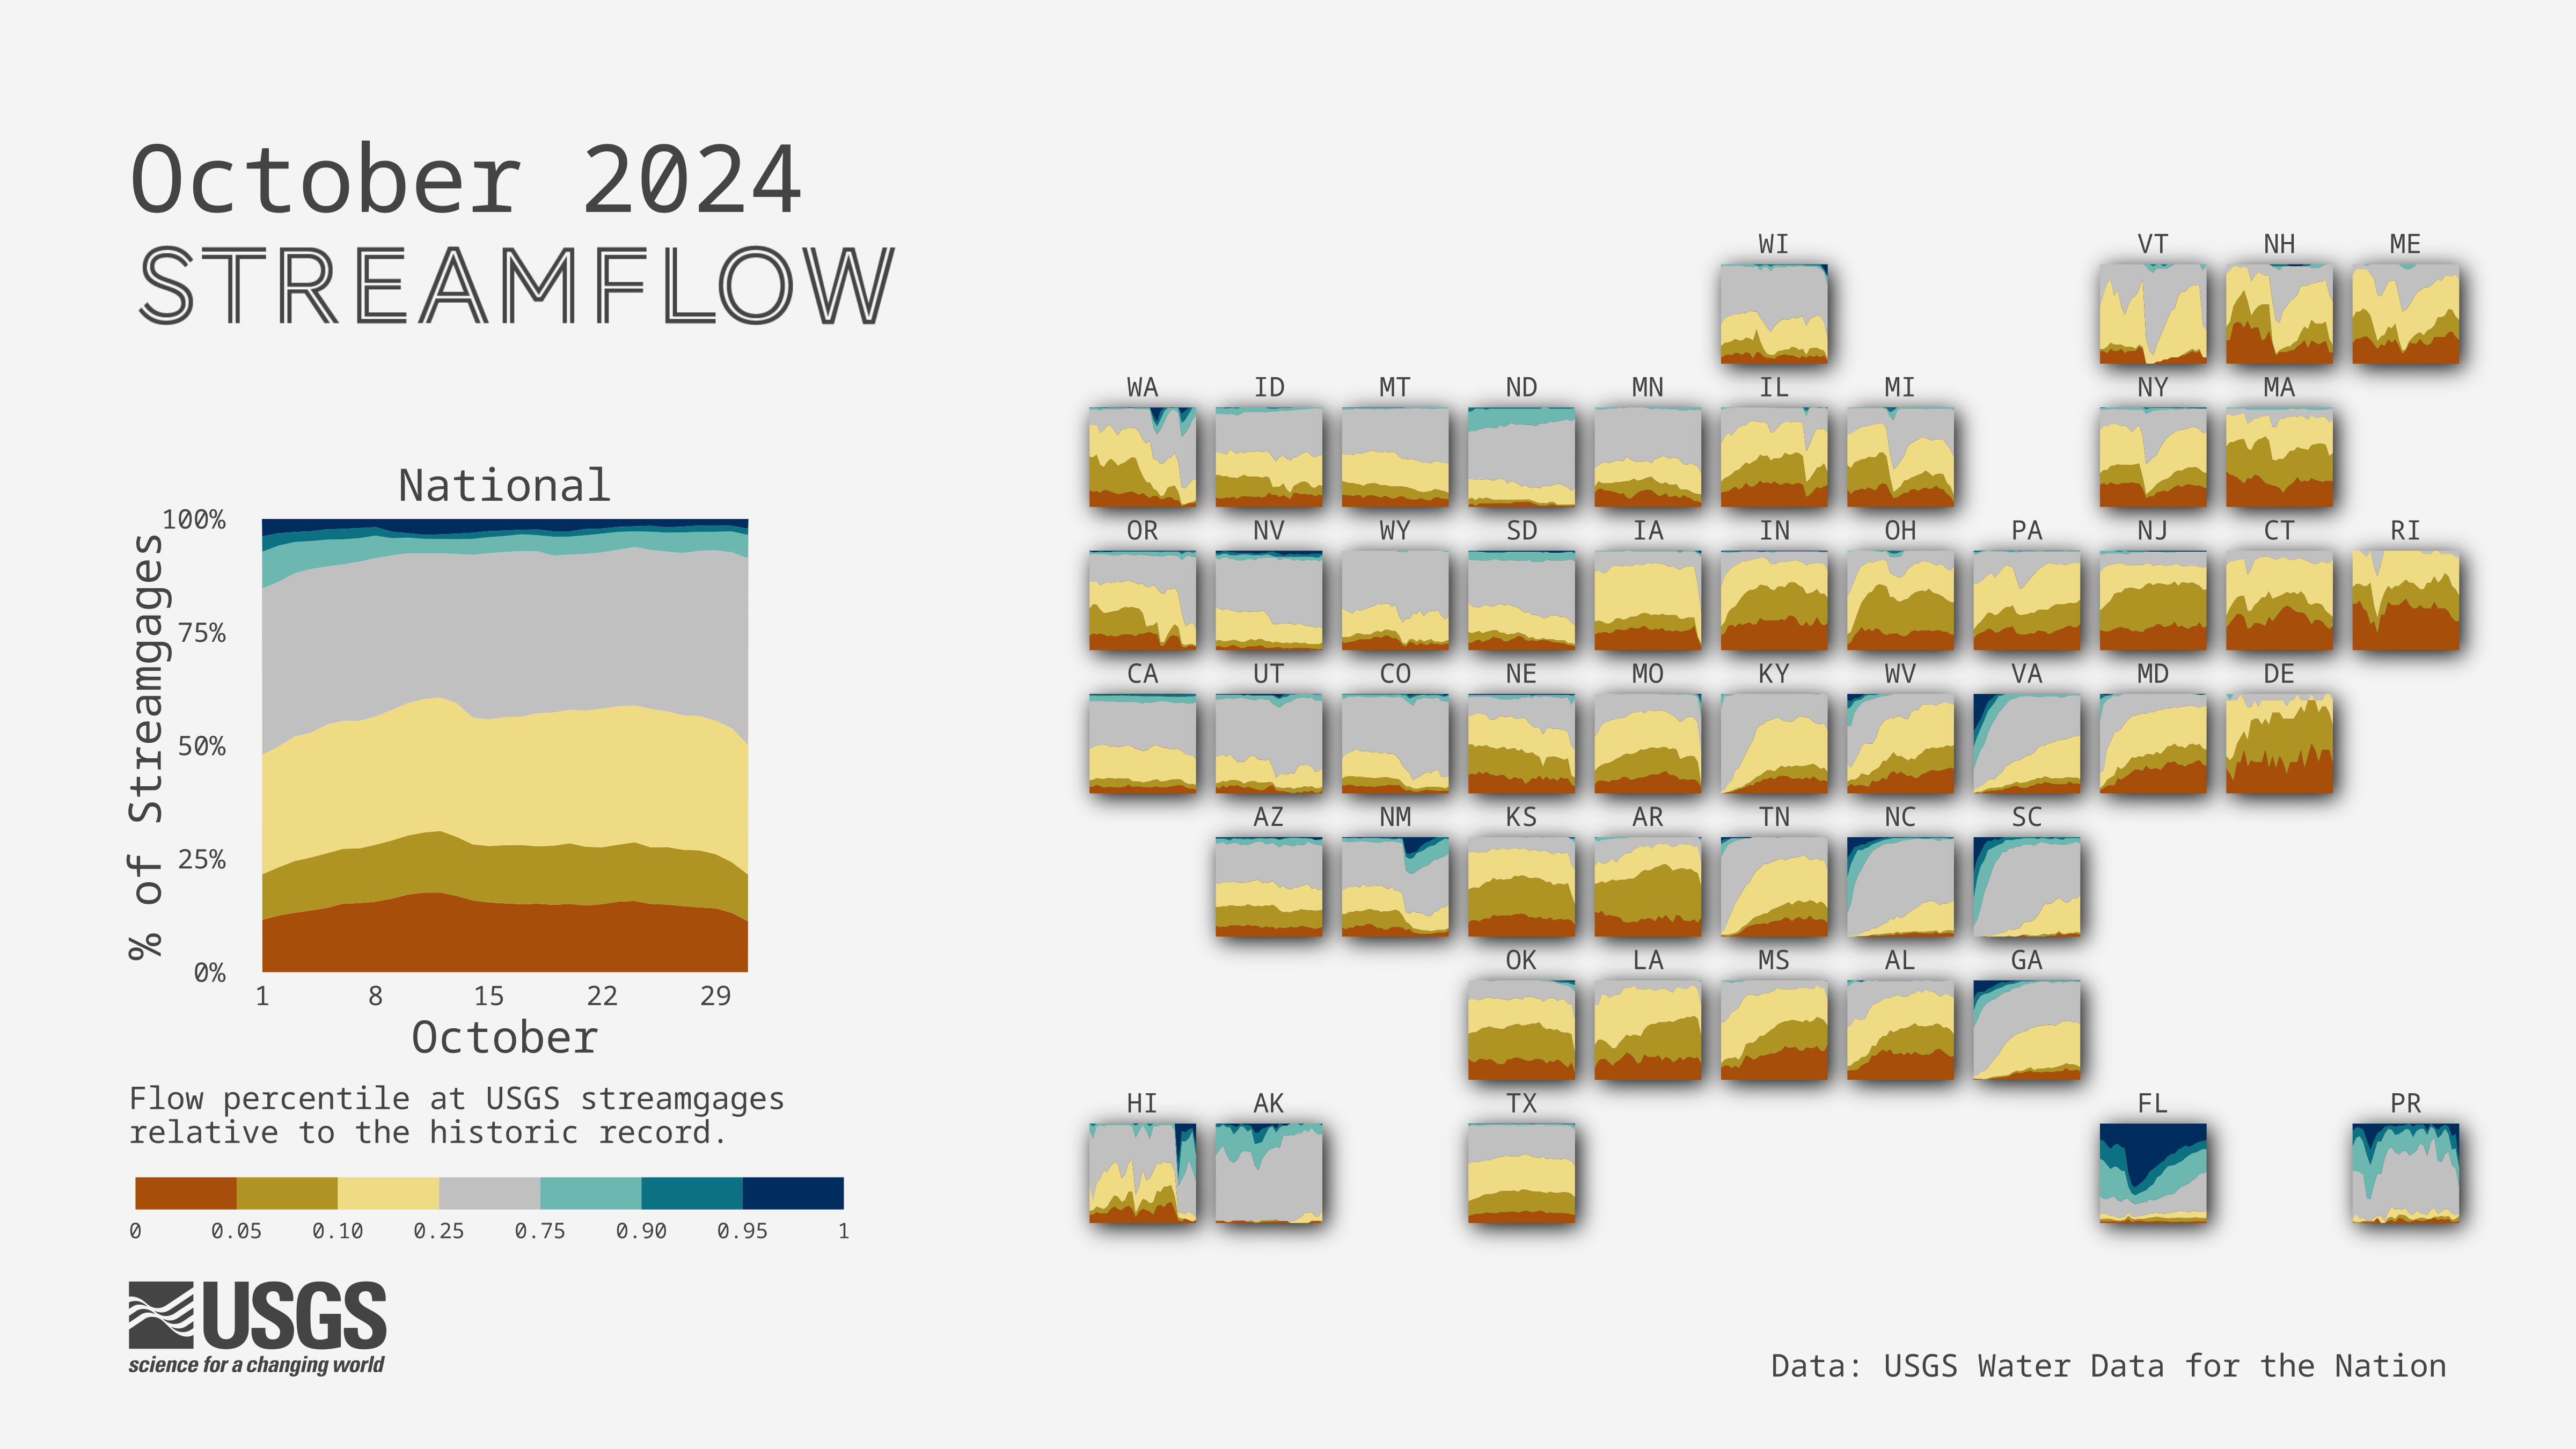 October 2024
STREAMFLOW
National
% of Streamgages
100%
75%
50%
25%
0%
1 8 15 22 29
October
Flow percentile at USGS streamgages
relative to the historic record.
0 0.05 0.10 0.25 0.75 0.90 0.95 1
USGS
science for a changing world
WI VT NH ME
WA ID MT ND MN IL MI NY MA
OR NV WY SD IA IN OH PA NJ CT RI
CA UT CO NE MO KY WV VA MD DE
AZ NM KS AR TN NC SC
OK LA MS AL GA
HI AK TX FL PR
Data: USGS Water Data for the Nation